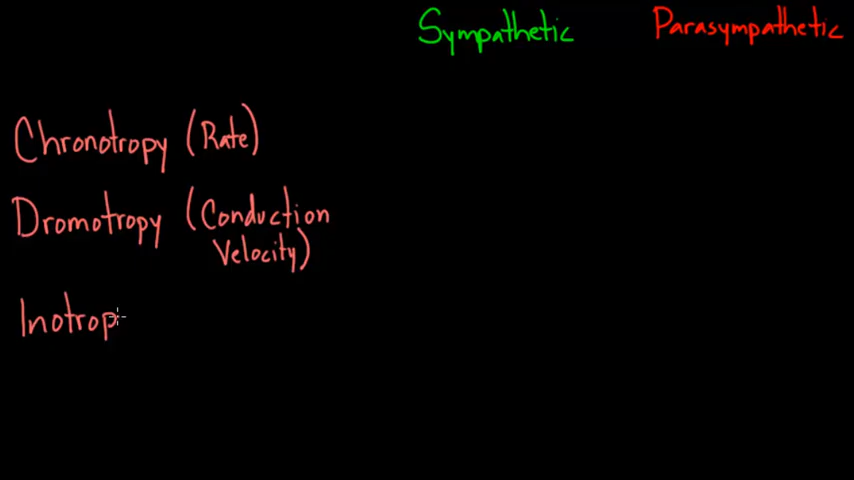 Sympathetic Parasympathetic
Chronotropy (Rate)
Dromotropy (Conduction
Velocity)
Inotrop